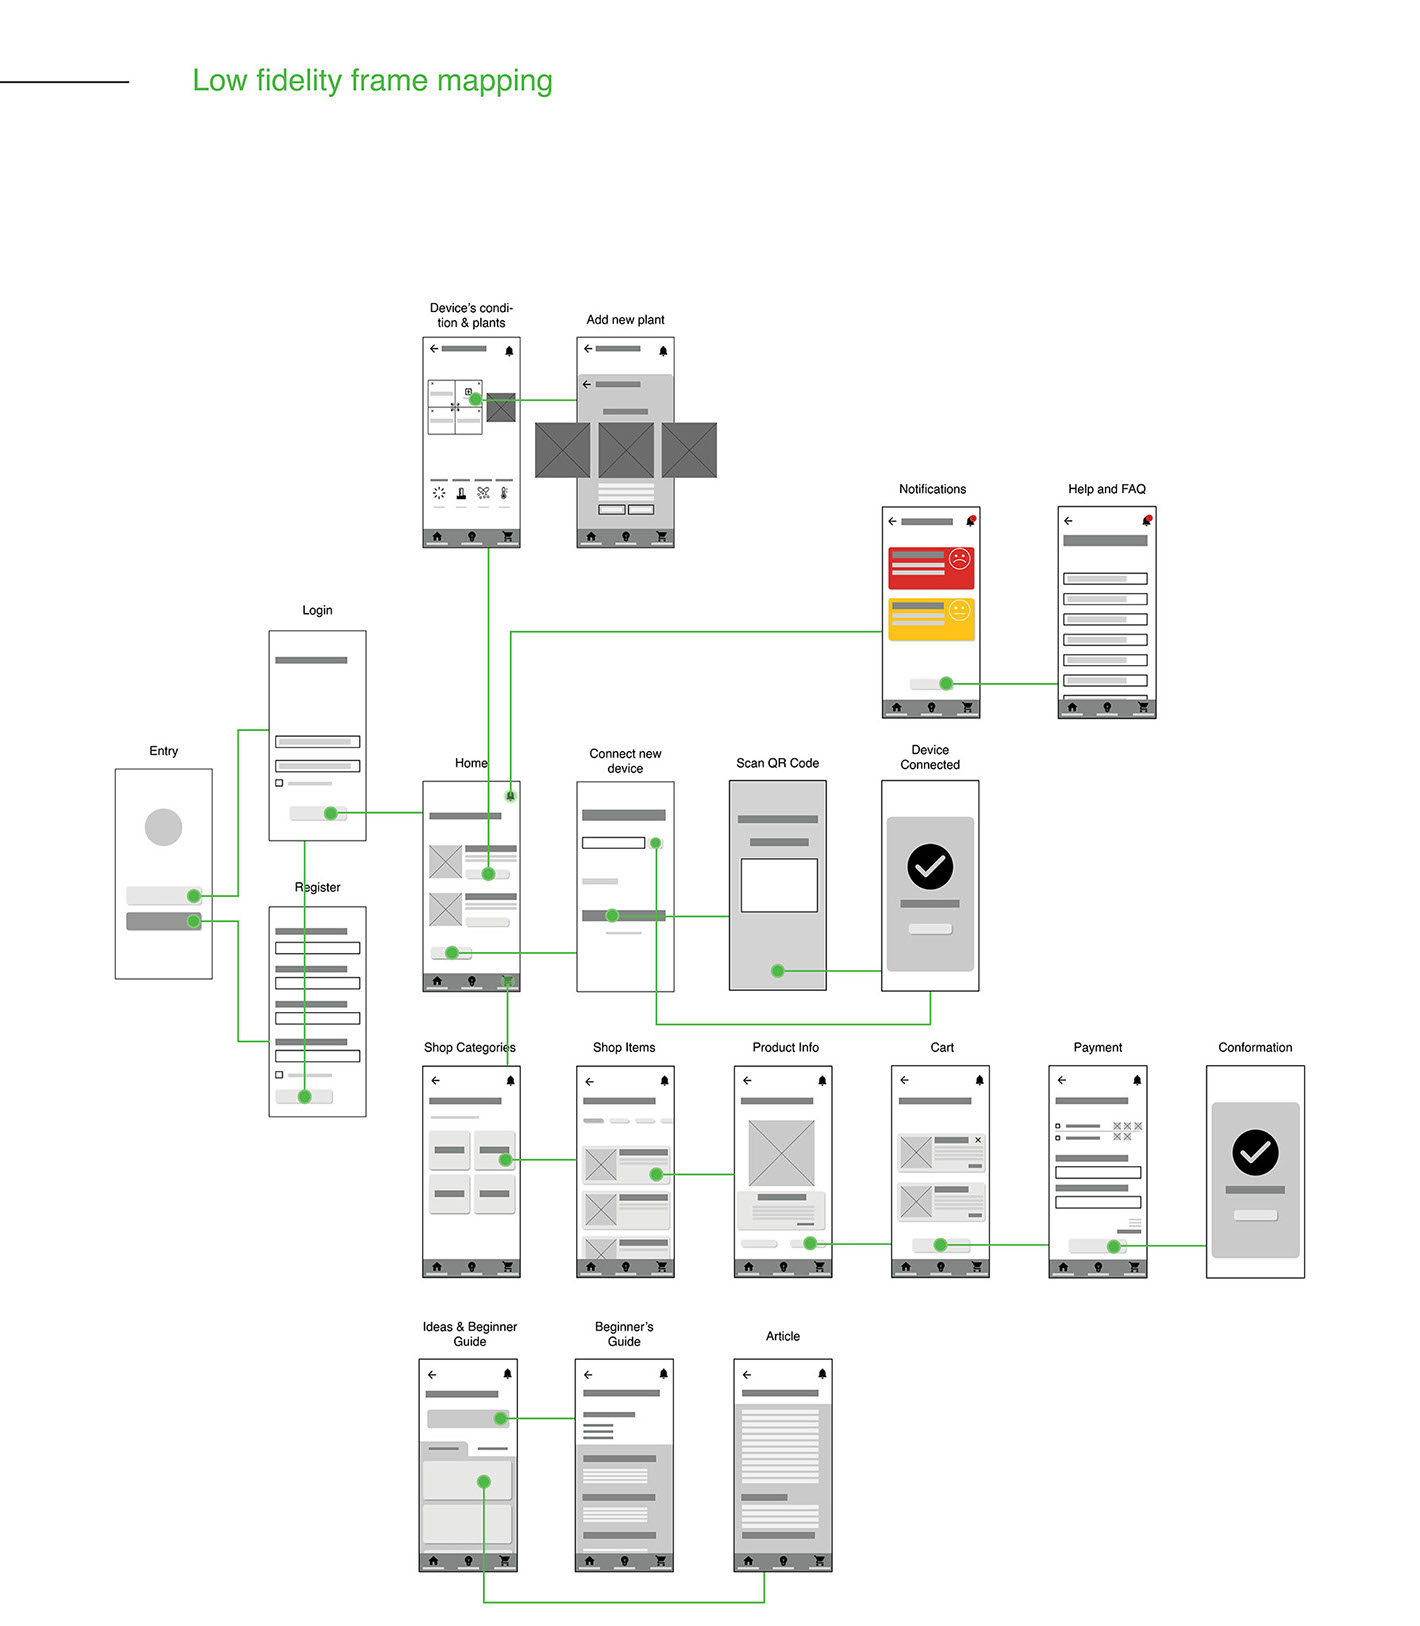 Low fidelity frame mapping
Device's condi-
tion & plants
Add new plant
Notifications
Help and FAQ
Login
Entry
Home
Connect new
device
Scan QR Code
Device
Connected
Register
Shop Categories
Shop Items
Product Info
Cart
Payment
Conformation
Ideas & Beginner
Guide
Beginner's
Guide
Article